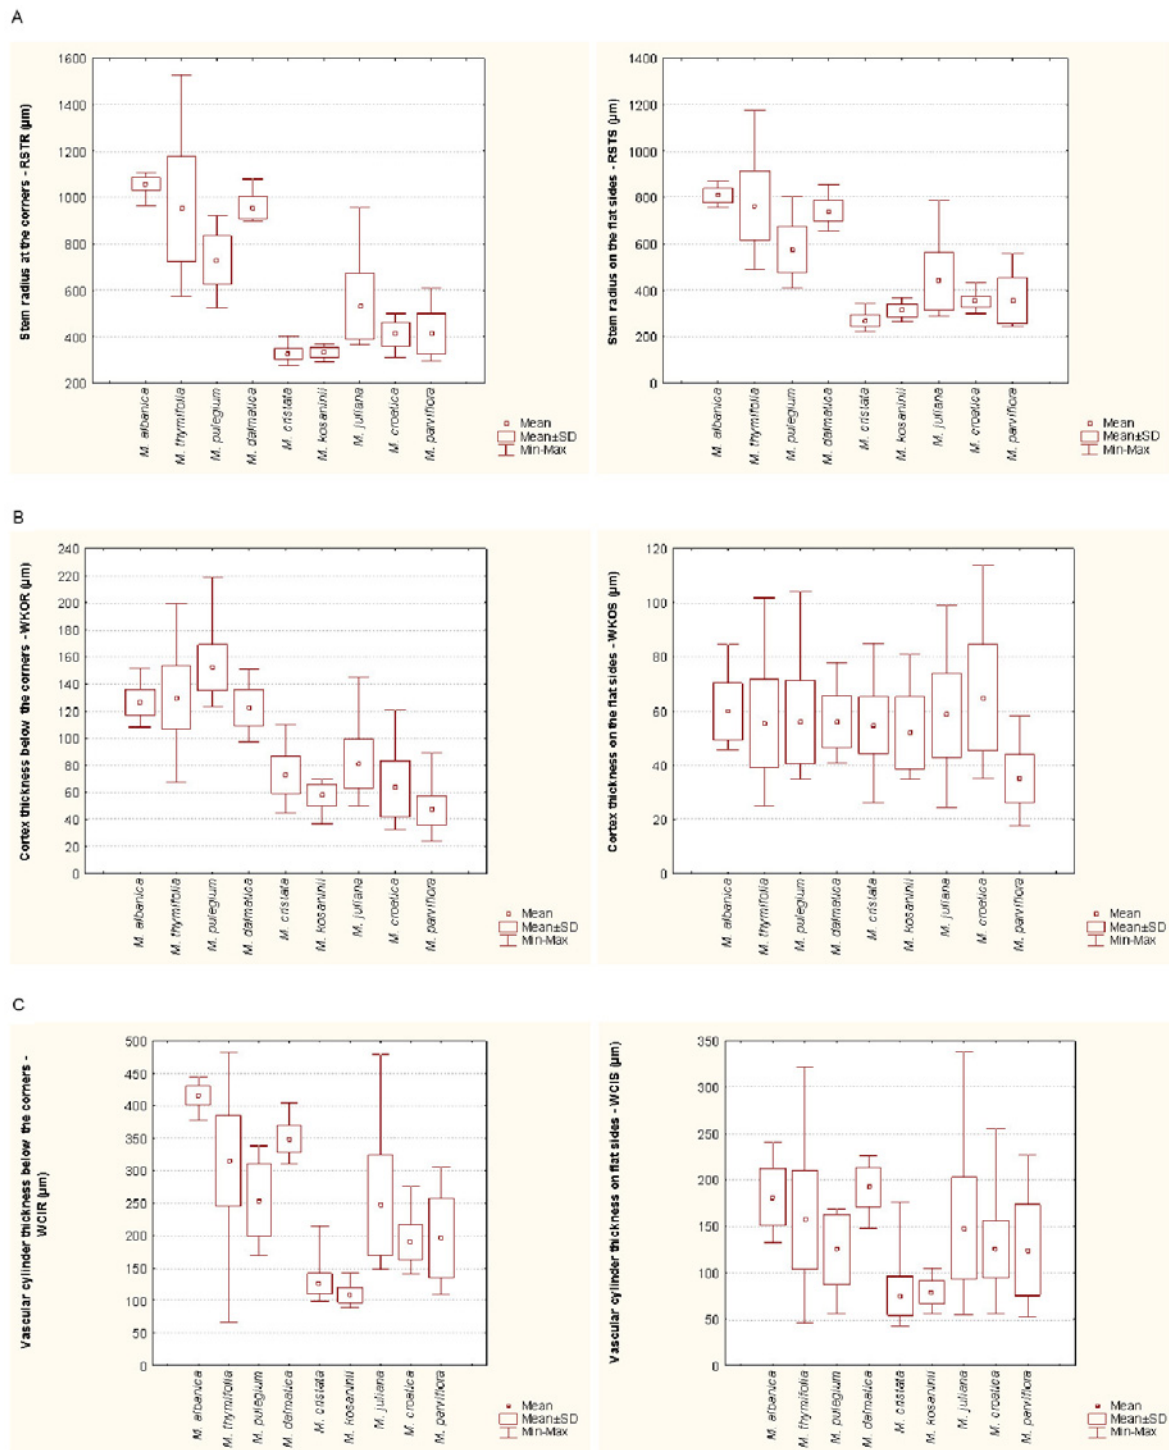 A
Stem radius at the corners - RSTR (µm)
1600
1400
1200
1000
800
600
400
200
M. albanica
M. thymifolia
M. pulegium
M. dalmatica
M. cristata
M. kosaninii
M. juliana
M. croatica
M. parviflora
Mean
Mean±SD
Min-Max
Stem radius on the flat sides - RSTS (µm)
1400
1200
1000
800
600
400
200
0
M. albanica
M. thymifolia
M. pulegium
M. dalmatica
M. cristata
M. kosaninii
M. juliana
M. croatica
M. parviflora
Mean
Mean±SD
Min-Max
B
Cortex thickness below the corners - WKOR (µm)
240
220
200
180
160
140
120
100
80
60
40
20
0
M. albanica
M. thymifolia
M. pulegium
M. dalmatica
M. cristata
M. kosaninii
M. juliana
M. croatica
M. parviflora
Mean
Mean±SD
Min-Max
Cortex thickness on the flat sides - WKOS (µm)
120
100
80
60
40
20
0
M. albanica
M. thymifolia
M. pulegium
M. dalmatica
M. cristata
M. kosaninii
M. juliana
M. croatica
M. parviflora
Mean
Mean±SD
Min-Max
C
Vascular cylinder thickness below the corners -
WCIR (µm)
500
450
400
350
300
250
200
150
100
50
0
M. albanica
M. thymifolia
M. pulegium
M. dalmatica
M. cristata
M. kosaninii
M. juliana
M. croatica
M. parviflora
Mean
Mean±SD
Min-Max
Vascular cylinder thickness on flat sides - WCIS (µm)
350
300
250
200
150
100
50
0
M. albanica
M. thymifolia
M. pulegium
M. dalmatica
M. cristata
M. kosaninii
M. juliana
M. croatica
M. parviflora
Mean
Mean±SD
Min-Max